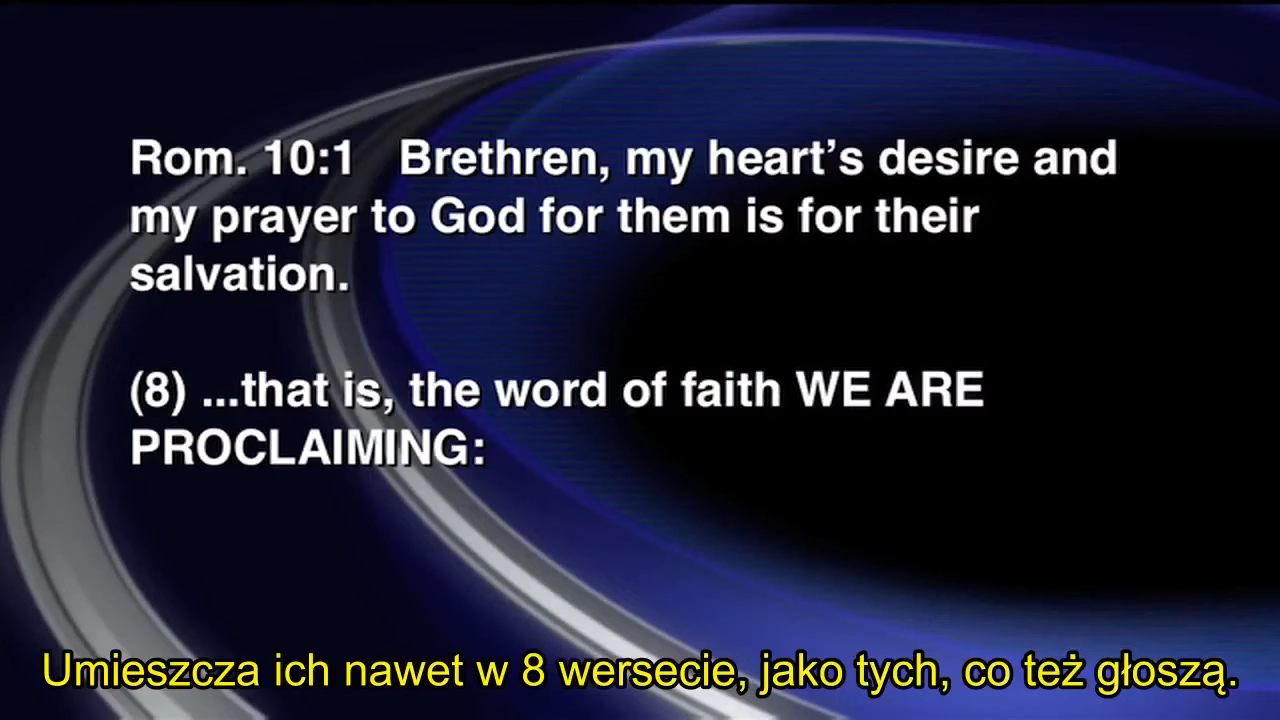 Rom. 10:1 Brethren, my heart’s desire and
my prayer to God for them is for their
salvation.
(8) ...that is, the word of faith WE ARE
PROCLAIMING:
Umieszcza ich nawet w 8 wersecie, jako tych, co też głoszą.